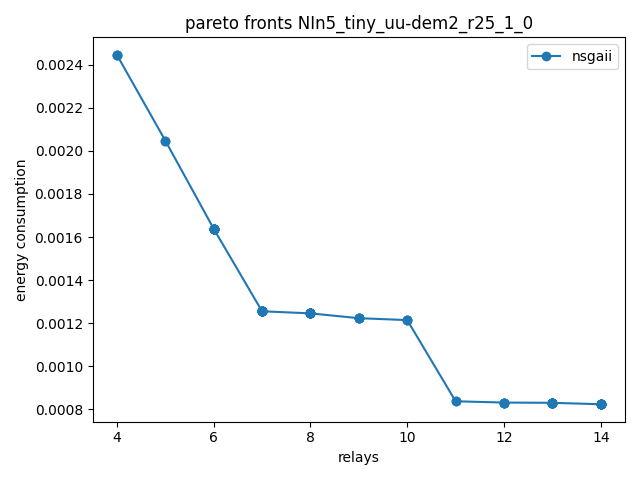 pareto fronts NIn5_tiny_uu-dem2_r25_1_0
nsgaii
energy consumption
0.0024
0.0022
0.0020
0.0018
0.0016
0.0014
0.0012
0.0010
0.0008
4 6 8 10 12 14
relays